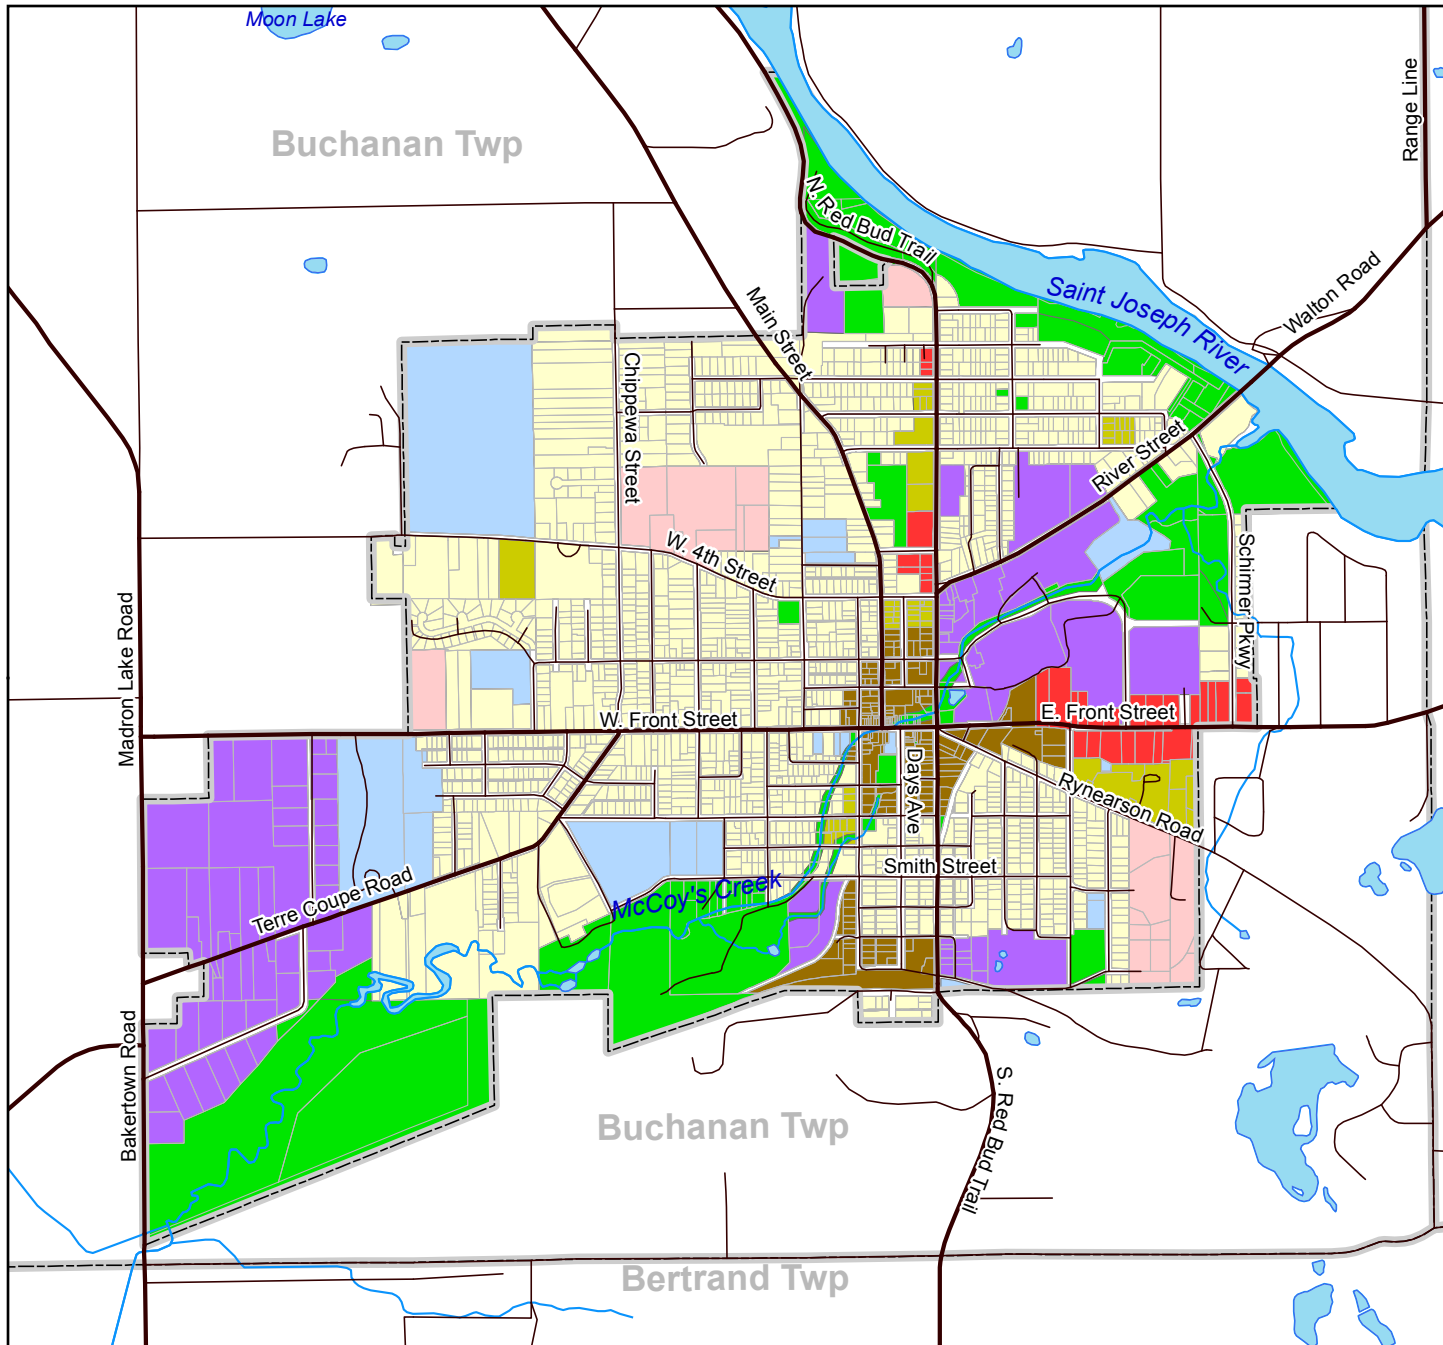 Moon Lake
Range Line
Buchanan Twp
N. Red Bud Trail
Saint Joseph River
Walton Road
Main Street
Chippewa Street
River Street
W. 4th Street
Schirmer Pkwy
Madron Lake Road
W. Front Street
E. Front Street
Days Ave
Rynearson Road
Smith Street
McCoy's Creek
Terre Coupe Road
Bakertown Road
S. Red Bud Trail
Buchanan Twp
Bertrand Twp